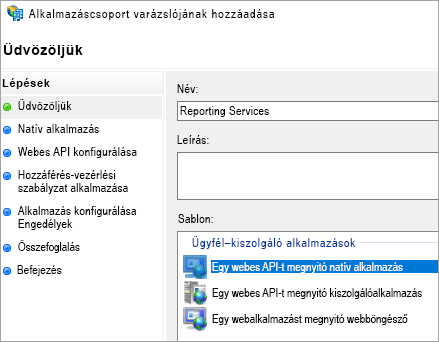 Alkalmazáscsoport varázslójának hozzáadása
Üdvözöljük
Lépések
Üdvözöljük
Natív alkalmazás
Webes API konfigurálása
Hozzáférés-vezérlési
szabályzat alkalmazása
Alkalmazás konfigurálása
Engedélyek
Összefoglalás
Befejezés
Név:
Reporting Services
Leírás:
Sablon:
Ügyfél–kiszolgáló alkalmazások
Egy webes API-t megnyitó natív alkalmazás
Egy webes API-t megnyitó kiszolgálóalkalmazás
Egy webalkalmazást megnyitó webböngésző